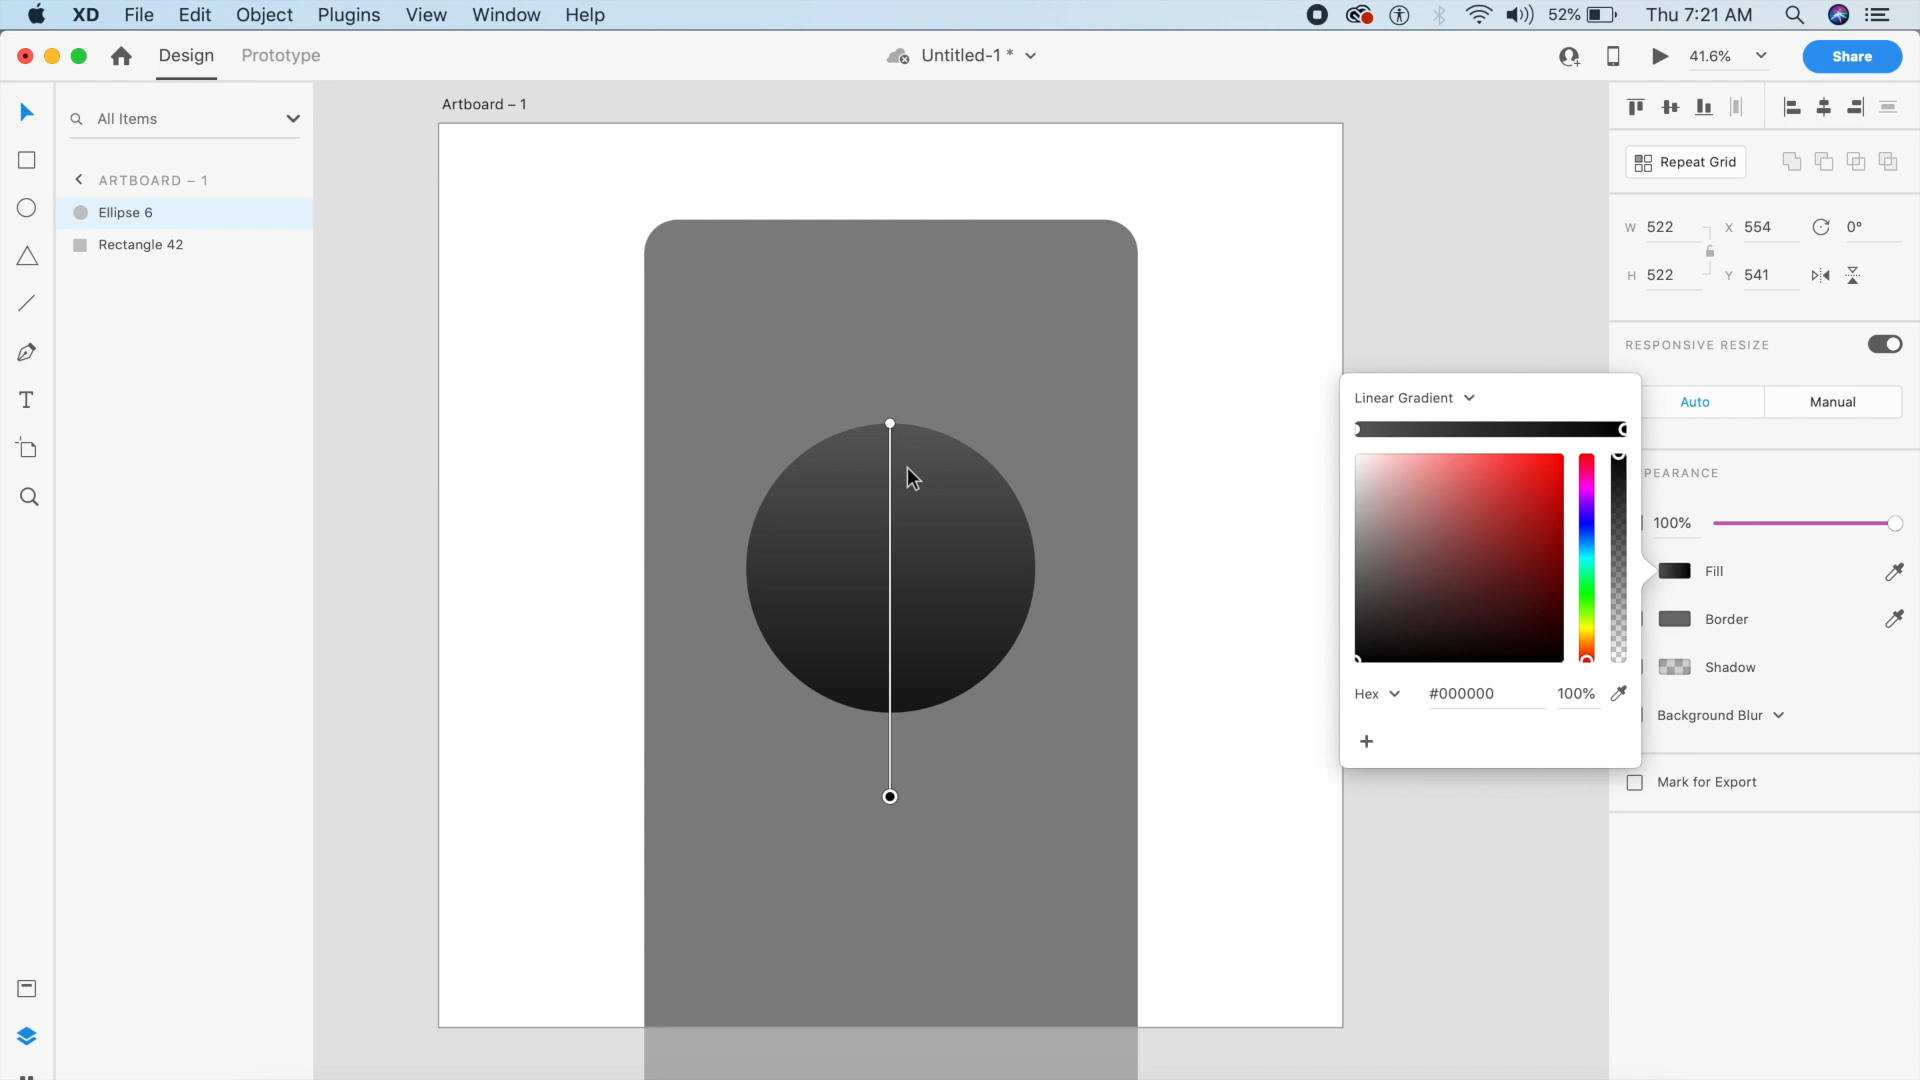 XD File Edit Object Plugins View Window Help 52% Thu 7:21 AM
Design Prototype Untitled-1 * 41.6% Share
All Items
ARTBOARD – 1
Ellipse 6
Rectangle 42
Artboard – 1
Repeat Grid
W 522 X 554 0°
H 522 Y 541
RESPONSIVE RESIZE
Auto Manual
Linear Gradient
PEARANCE
100%
Fill
Border
Shadow
Background Blur
Hex #000000 100%
+
Mark for Export
T